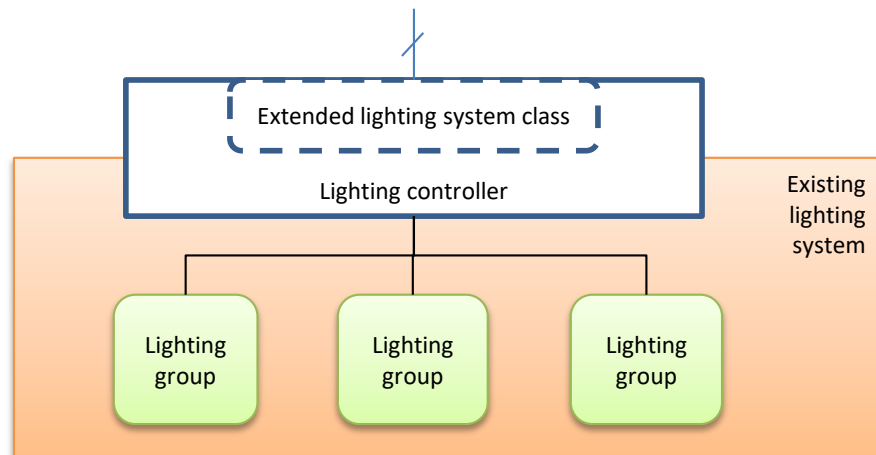 Extended lighting system class
Lighting controller
Existing
lighting
system
Lighting
group
Lighting
group
Lighting
group